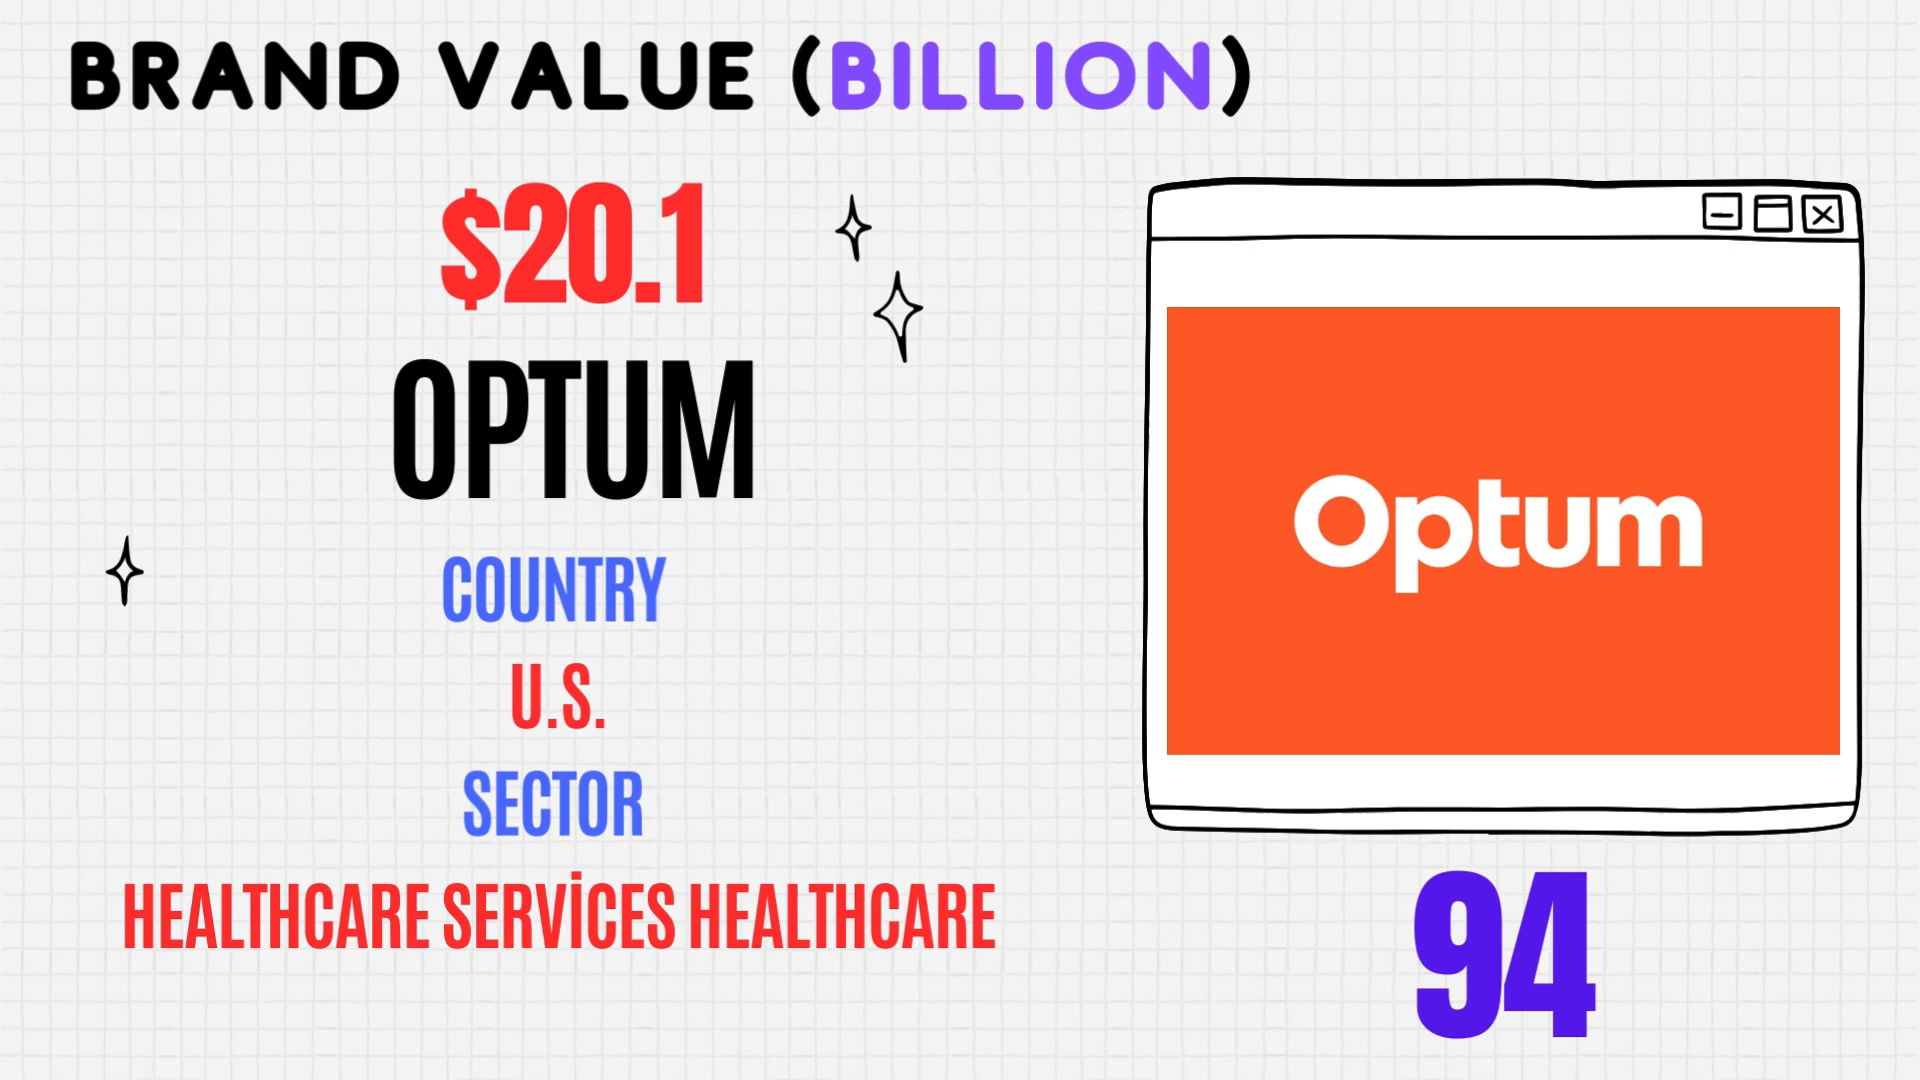 BRAND VALUE (BILLION)
$20.1
OPTUM
COUNTRY
U.S.
SECTOR
HEALTHCARE SERVİCES HEALTHCARE
Optum
94